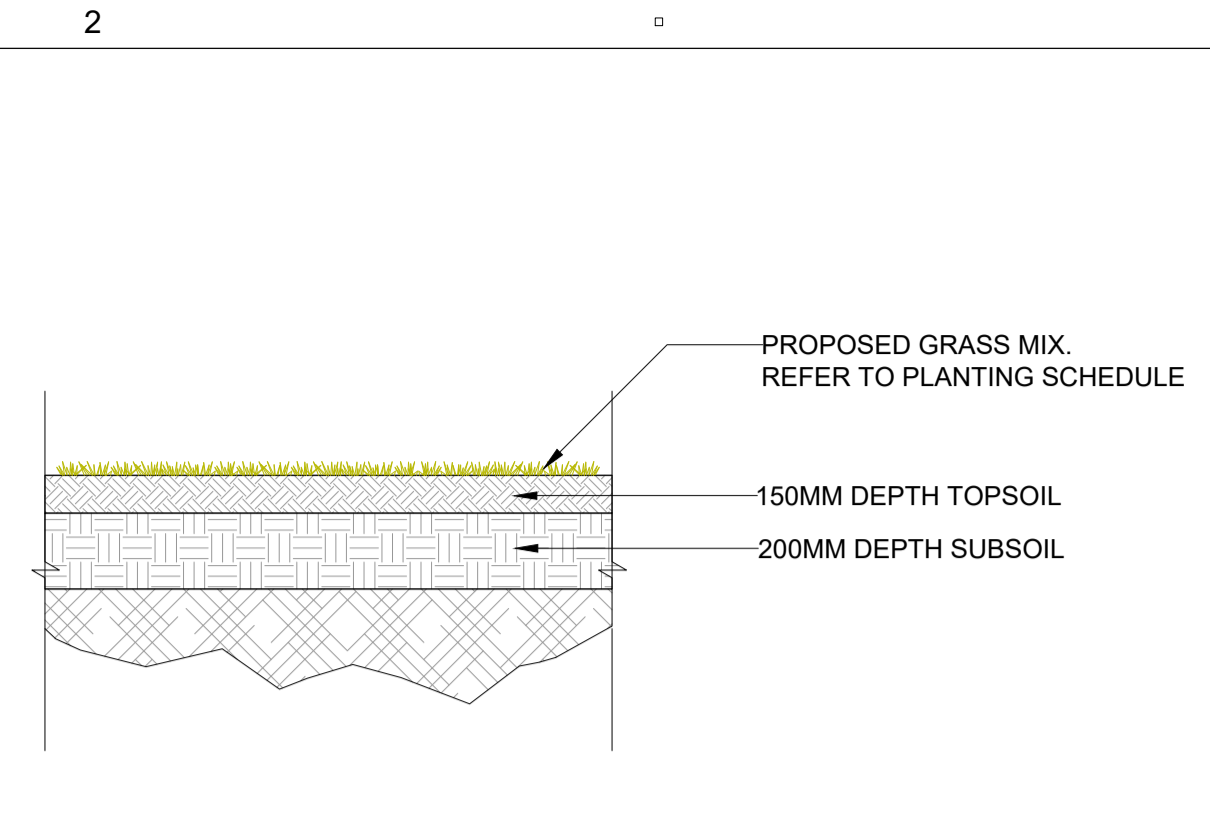 2
PROPOSED GRASS MIX.
REFER TO PLANTING SCHEDULE
150MM DEPTH TOPSOIL
200MM DEPTH SUBSOIL